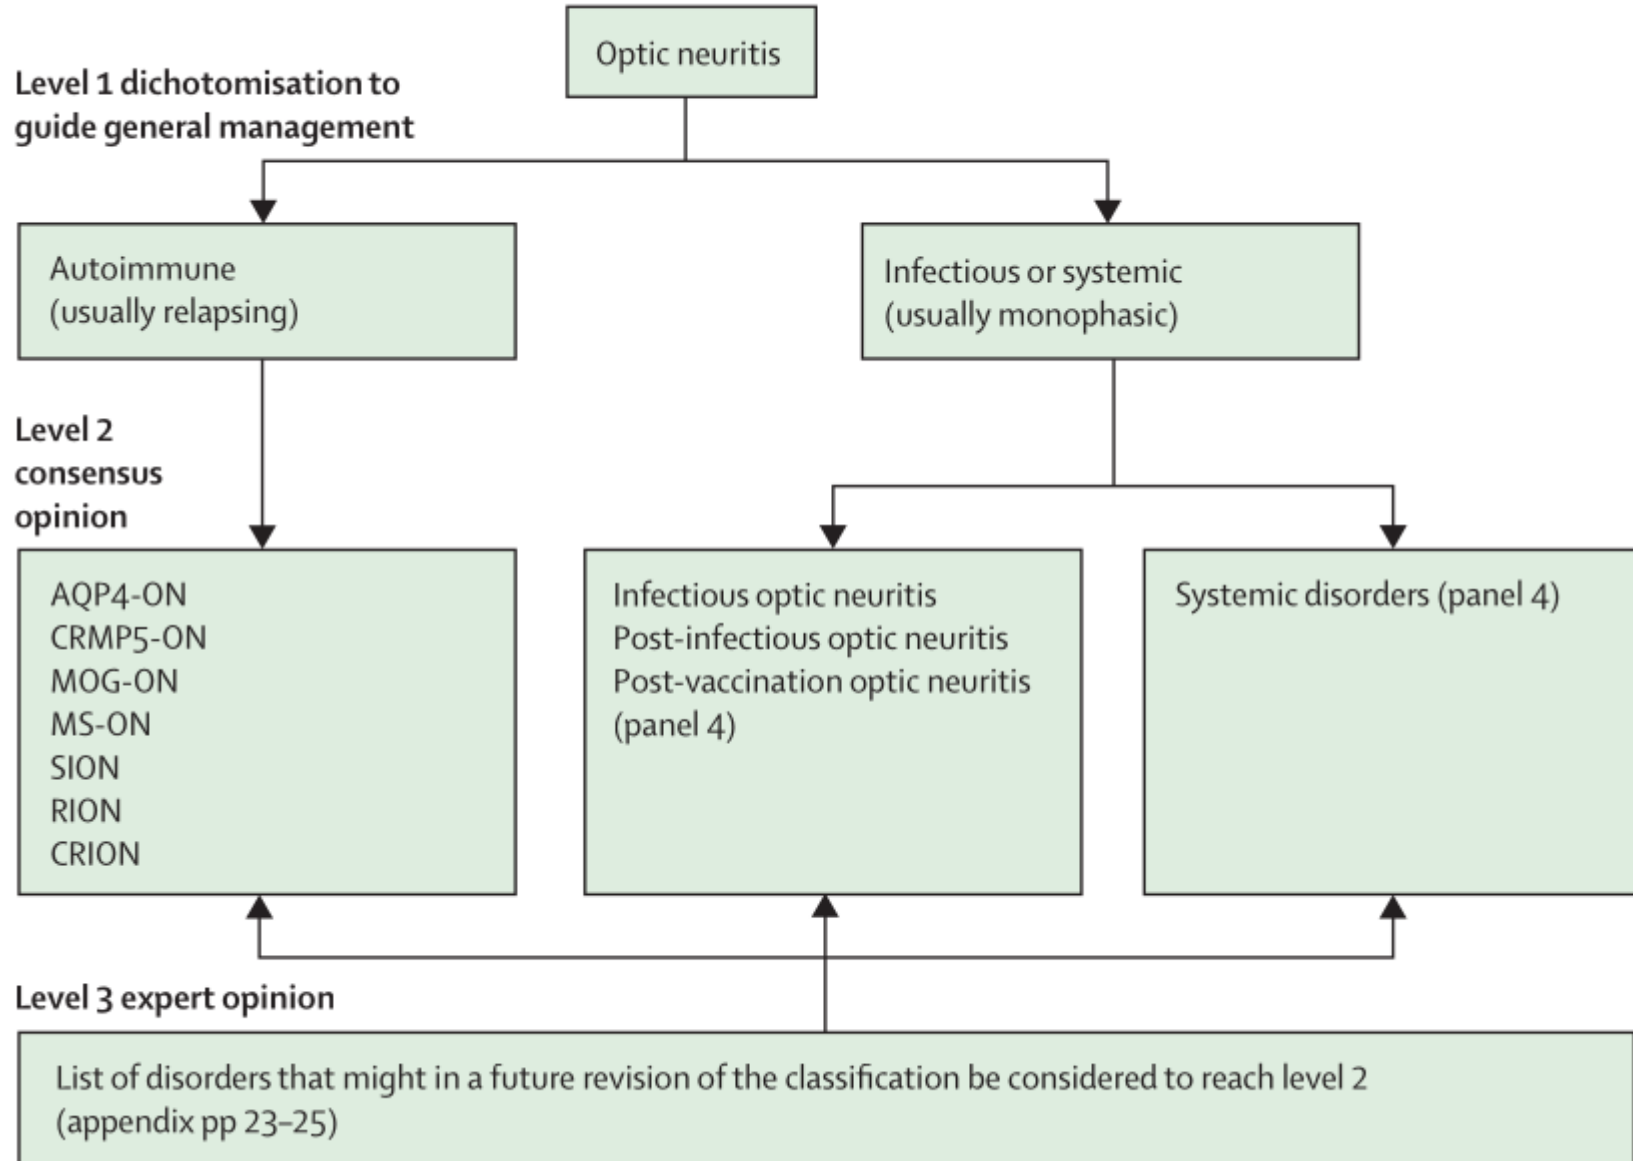 Optic neuritis
Level 1 dichotomisation to
guide general management
Autoimmune
(usually relapsing)
Infectious or systemic
(usually monophasic)
Level 2
consensus
opinion
AQP4-ON
CRMP5-ON
MOG-ON
MS-ON
SION
RION
CRION
Infectious optic neuritis
Post-infectious optic neuritis
Post-vaccination optic neuritis
(panel 4)
Systemic disorders (panel 4)
Level 3 expert opinion
List of disorders that might in a future revision of the classification be considered to reach level 2
(appendix pp 23–25)